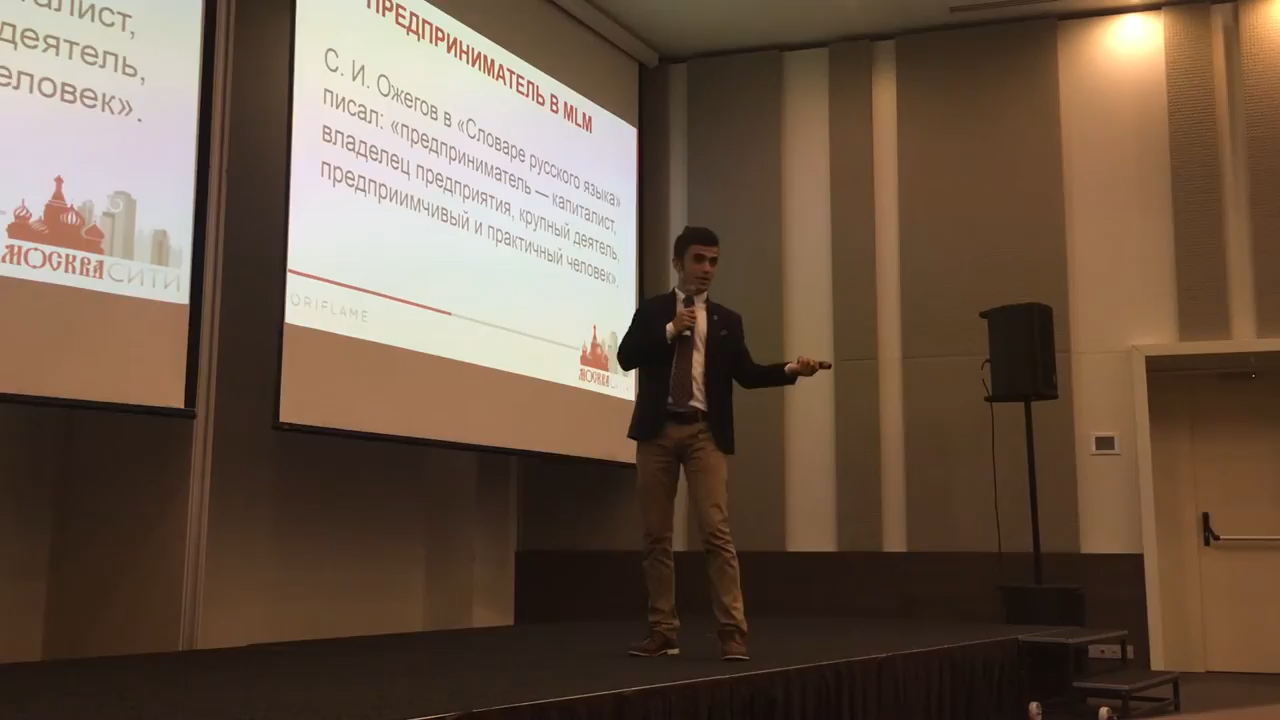 талист,
деятель,
еловек».
МОСКВА СИТИ
ПРЕДПРИНИМАТЕЛЬ В MLM
С. И. Ожегов в «Словаре русского языка»
писал: «предприниматель — капиталист,
владелец предприятия, крупный деятель,
предприимчивый и практичный человек».
ORIFLAME
МОСКВА